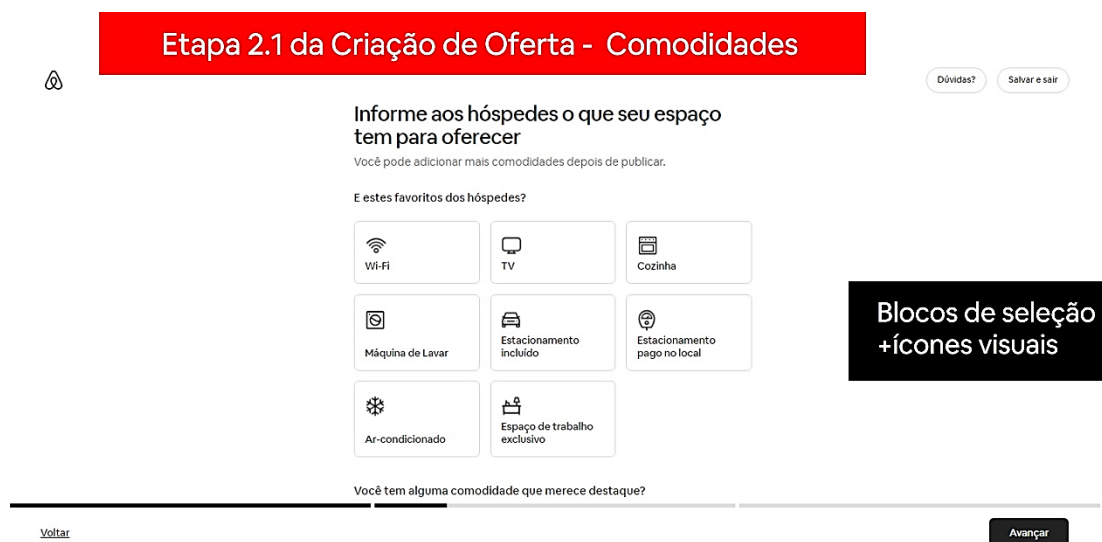 Etapa 2.1 da Criação de Oferta - Comodidades
Dúvidas?
Salvar e sair
Informe aos hóspedes o que seu espaço
tem para oferecer
Você pode adicionar mais comodidades depois de publicar.
E estes favoritos dos hóspedes?
Wi-Fi
TV
Cozinha
Máquina de Lavar
Estacionamento
incluído
Estacionamento
pago no local
Blocos de seleção
+ícones visuais
Ar-condicionado
Espaço de trabalho
exclusivo
Você tem alguma comodidade que merece destaque?
Voltar
Avançar